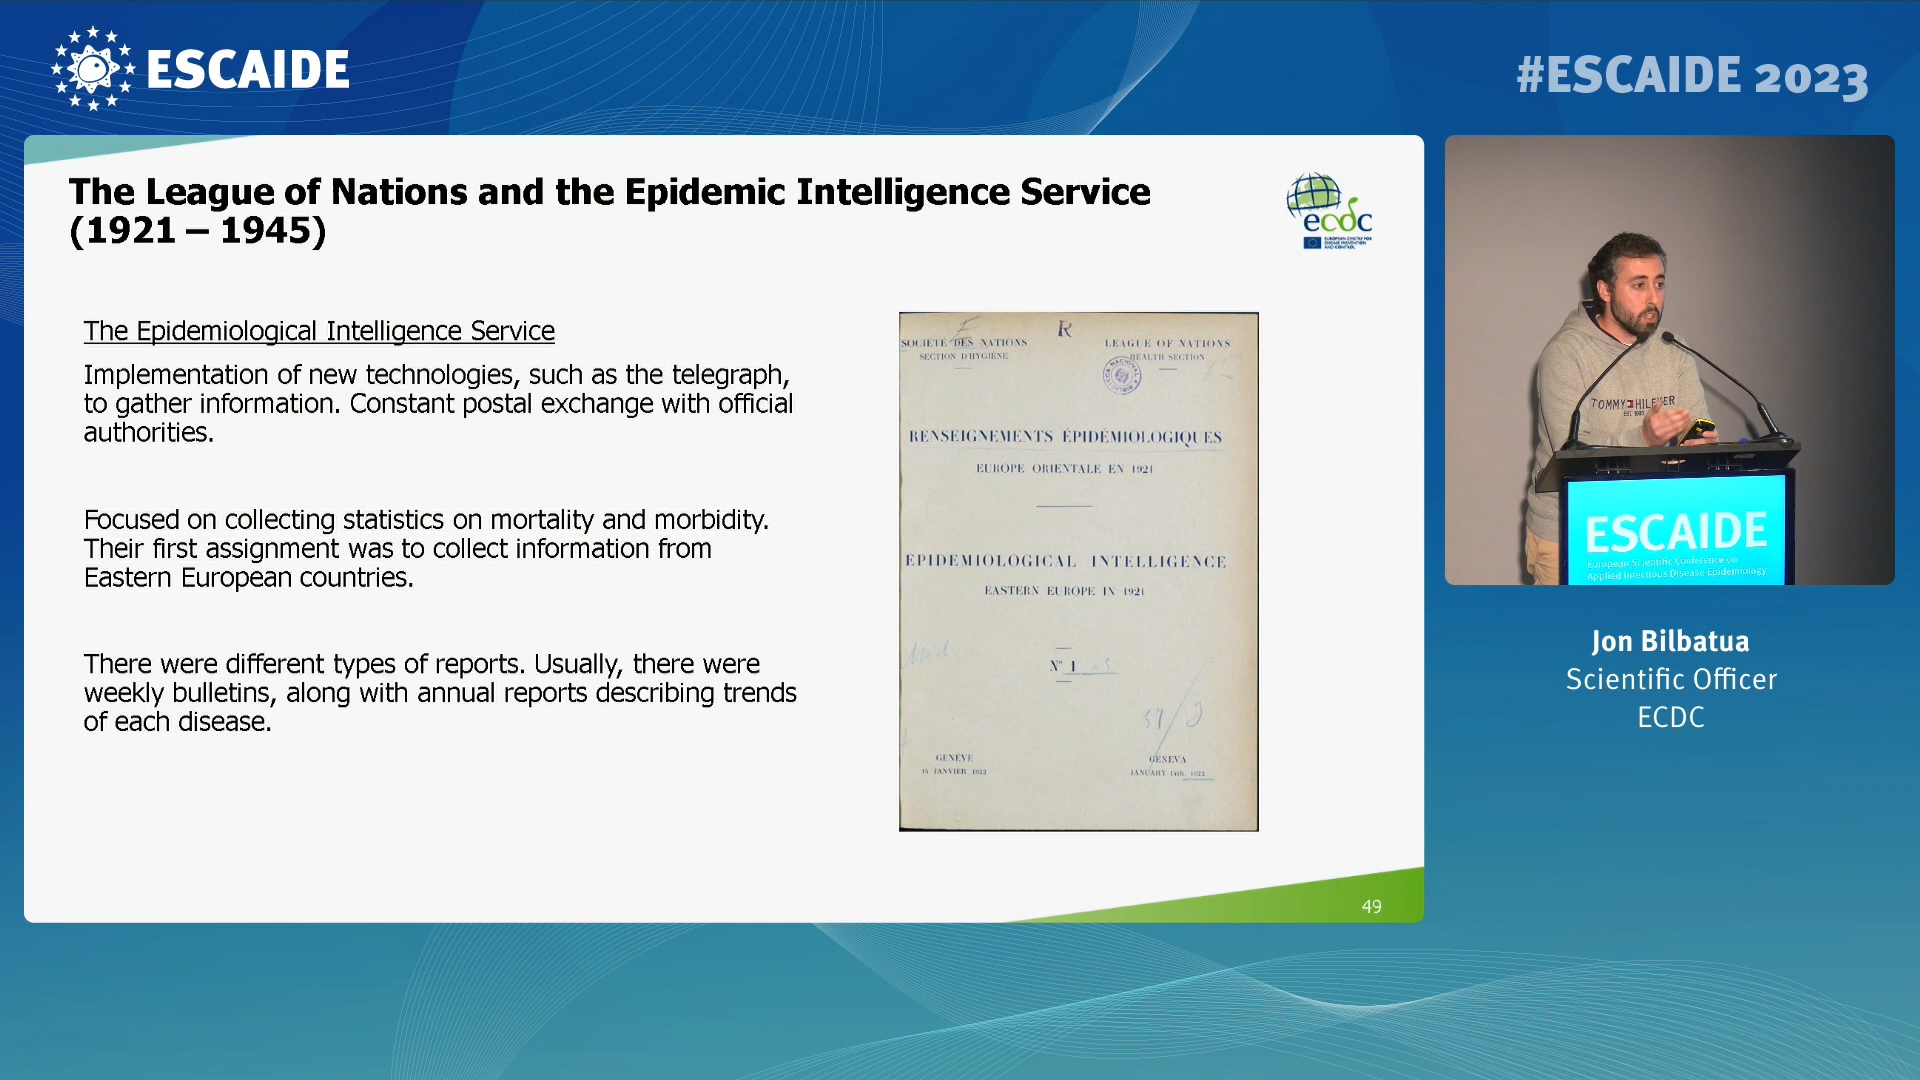 ESCAIDE
#ESCAIDE 2023
The League of Nations and the Epidemic Intelligence Service
(1921 – 1945)
ecdc
EUROPEAN CENTRE FOR
DISEASE PREVENTION
AND CONTROL
The Epidemiological Intelligence Service
Implementation of new technologies, such as the telegraph,
to gather information. Constant postal exchange with official
authorities.
Focused on collecting statistics on mortality and morbidity.
Their first assignment was to collect information from
Eastern European countries.
There were different types of reports. Usually, there were
weekly bulletins, along with annual reports describing trends
of each disease.
R
SOCIÉTÉ DES NATIONS
SECTION D'HYGIÈNE
LEAGUE OF NATIONS
HEALTH SECTION
RENSEIGNEMENTS ÉPIDÉMIOLOGIQUES
EUROPE ORIENTALE EN 1921
EPIDEMIOLOGICAL INTELLIGENCE
EASTERN EUROPE IN 1921
N° 1
GENÈVE
14 JANVIER 1922
GENEVA
JANUARY 14th, 1922
49
TOMMY HILFIGER
EST. 1985
ESCAIDE
European Scientific Conference on
Applied Infectious Disease Epidemiology
Jon Bilbatua
Scientific Officer
ECDC